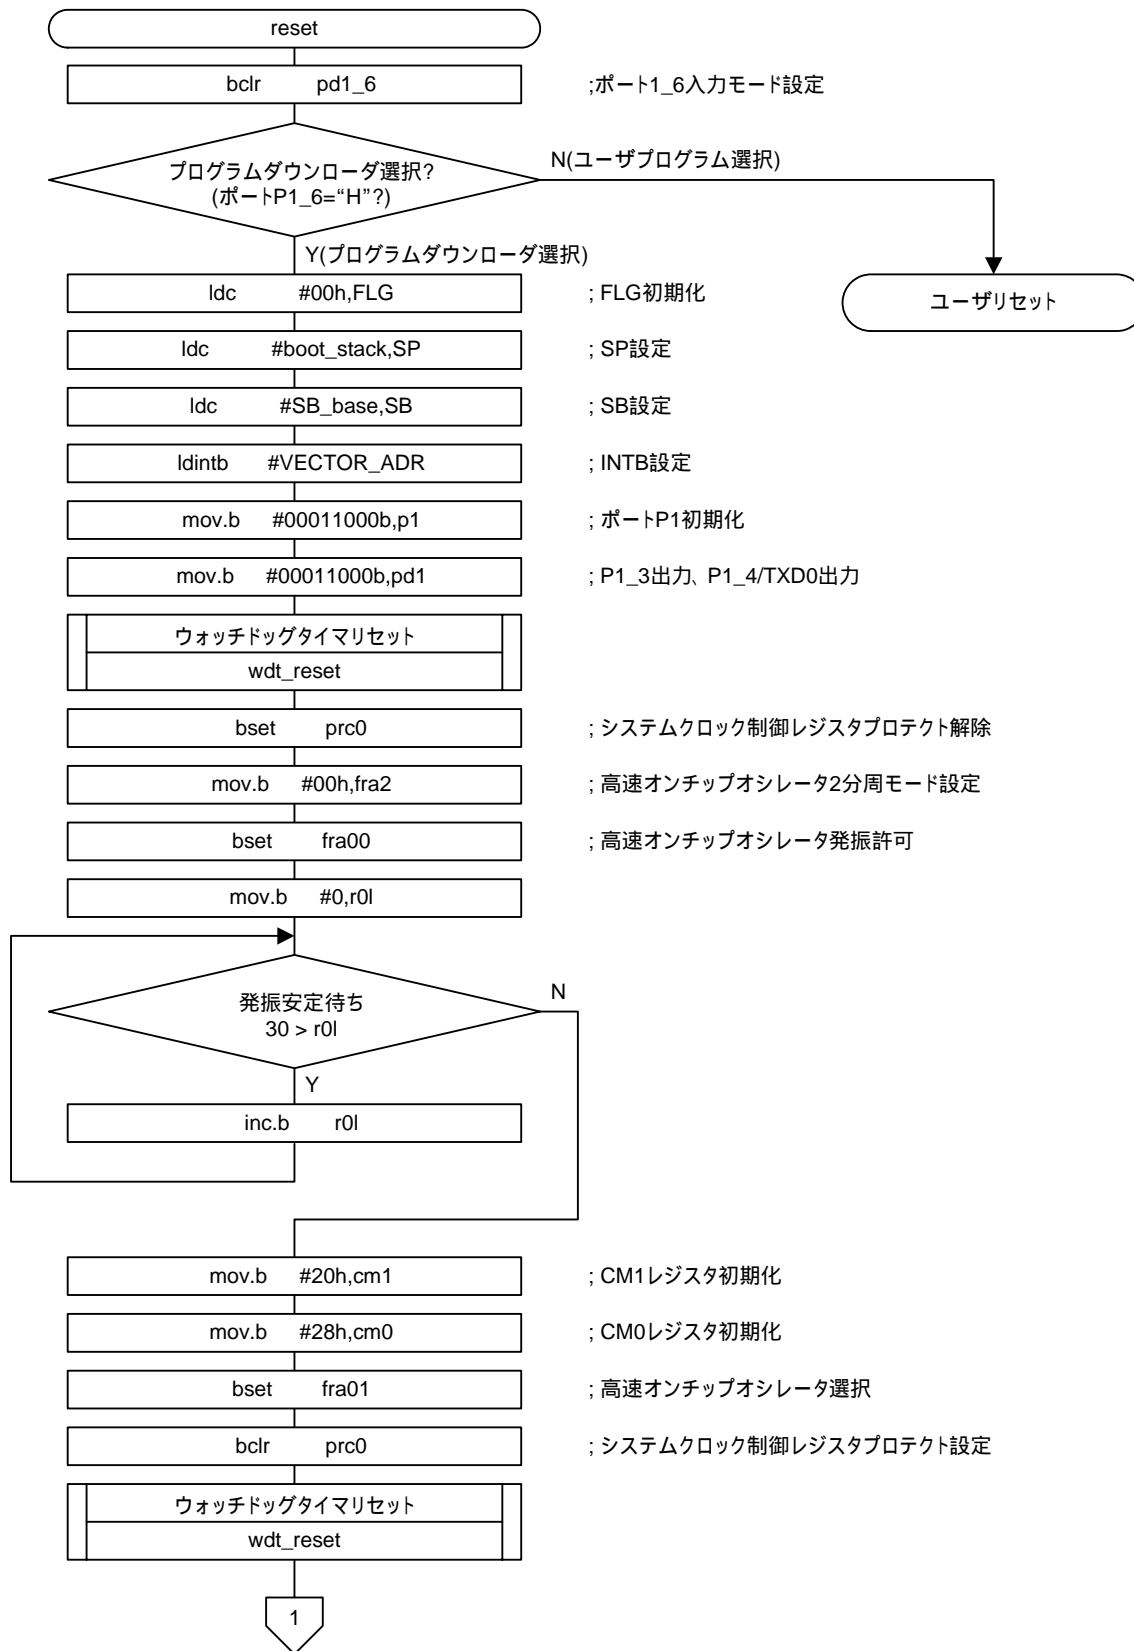 reset
bclr pd1_6 ;ポート1_6入力モード設定
プログラムダウンローダ選択?
(ポートP1_6=“H”?)
N(ユーザプログラム選択)
Y(プログラムダウンローダ選択)
ユーザリセット
ldc #00h,FLG ; FLG初期化
ldc #boot_stack,SP ; SP設定
ldc #SB_base,SB ; SB設定
ldintb #VECTOR_ADR ; INTB設定
mov.b #00011000b,p1 ; ポートP1初期化
mov.b #00011000b,pd1 ; P1_3出力、P1_4/TXD0出力
ウォッチドッグタイマリセット
wdt_reset
bset prc0 ; システムクロック制御レジスタプロテクト解除
mov.b #00h,fra2 ; 高速オンチップオシレータ2分周モード設定
bset fra00 ; 高速オンチップオシレータ発振許可
mov.b #0,r0l
発振安定待ち
30 > r0l
N
Y
inc.b r0l
mov.b #20h,cm1 ; CM1レジスタ初期化
mov.b #28h,cm0 ; CM0レジスタ初期化
bset fra01 ; 高速オンチップオシレータ選択
bclr prc0 ; システムクロック制御レジスタプロテクト設定
ウォッチドッグタイマリセット
wdt_reset
1